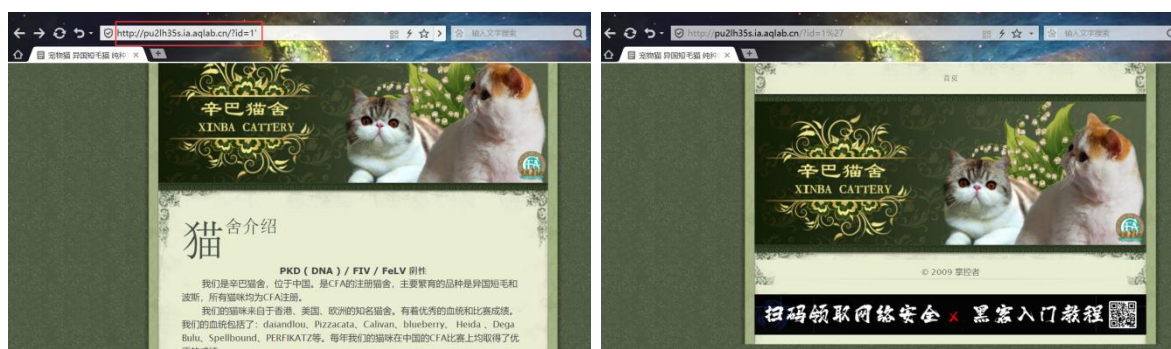 http://pu2lh35s.ia.aqlab.cn/?id=1'
输入文字搜索
宠物猫 异国短毛猫 纯种
辛巴猫舍
XINBA CATTERY
猫舍介绍
PKD ( DNA ) / FIV / FeLV 阴性
我们是辛巴猫舍，位于中国。是CFA的注册猫舍，主要繁育的品种是异国短毛和
波斯，所有猫咪均为CFA注册。
我们的猫咪来自于香港、美国、欧洲的知名猫舍。有着优秀的血统和比赛成绩。
我们的血统包括了：daiandlou, Pizzacata, Calivan, blueberry, Heida , Dega
Bulu、Spellbound、PERFIKATZ等。每年我们的猫咪在中国的CFA比赛上均取得了优
http://pu2lh35s.ia.aqlab.cn/?id=1%27
输入文字搜索
宠物猫 异国短毛猫 纯种
首页
辛巴猫舍
XINBA CATTERY
© 2009 掌控者
扫码领取网络安全 × 黑客入门教程